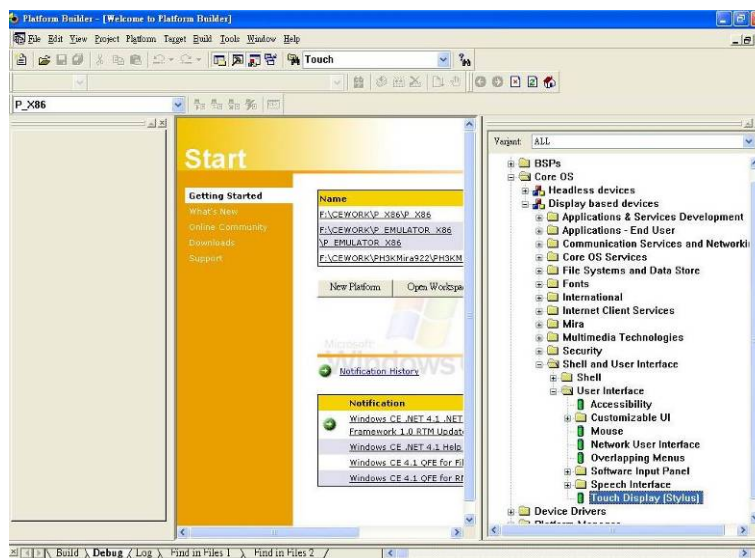 Platform Builder - [Welcome to Platform Builder]
File Edit View Project Platform Target Build Tools Window Help
Touch
P_X86
Start
Getting Started
What's New
Online Community
Downloads
Support
Name
F:\CEWORK\P_X86\P_X86
F:\CEWORK\P_EMULATOR_X86
\P_EMULATOR_X86
F:\CEWORK\PH3KMira922\PH3KM
New Platform Open Workspa
Microsoft
Windows
Notification History
Notification
Windows CE .NET 4.1 .NET
Framework 1.0 RTM Updat
Windows CE .NET 4.1 Help
Windows CE 4.1 QFE for Fil
Windows CE 4.1 QFE for RN
Variant: ALL
BSPs
Core OS
Headless devices
Display based devices
Applications & Services Development
Applications - End User
Communication Services and Networki
Core OS Services
File Systems and Data Store
Fonts
International
Internet Client Services
Mira
Multimedia Technologies
Security
Shell and User Interface
Shell
User Interface
Accessibility
Customizable UI
Mouse
Network User Interface
Overlapping Menus
Software Input Panel
Speech Interface
Touch Display (Stylus)
Device Drivers
Platform Manager
Build Debug Log Find in Files 1 Find in Files 2